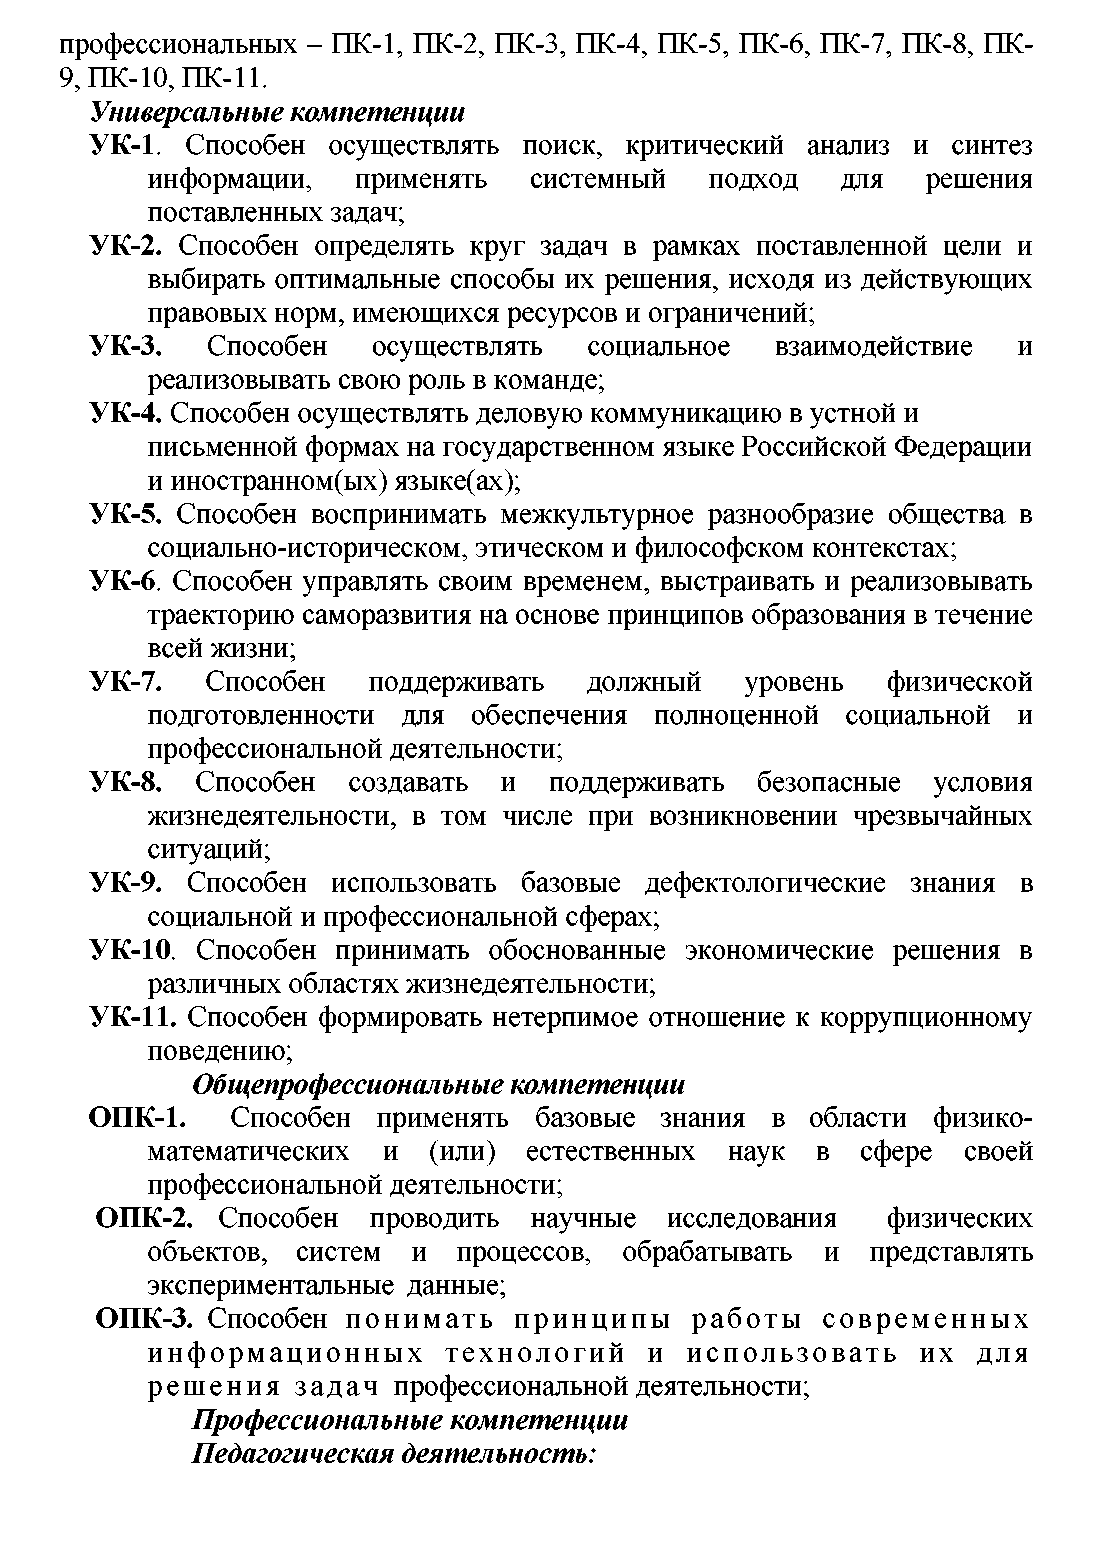 профессиональных – ПК-1, ПК-2, ПК-3, ПК-4, ПК-5, ПК-6, ПК-7, ПК-8, ПК-
9, ПК-10, ПК-11.
Универсальные компетенции
УК-1. Способен осуществлять поиск, критический анализ и синтез
информации, применять системный подход для решения
поставленных задач;
УК-2. Способен определять круг задач в рамках поставленной цели и
выбирать оптимальные способы их решения, исходя из действующих
правовых норм, имеющихся ресурсов и ограничений;
УК-3. Способен осуществлять социальное взаимодействие и
реализовывать свою роль в команде;
УК-4. Способен осуществлять деловую коммуникацию в устной и
письменной формах на государственном языке Российской Федерации
и иностранном(ых) языке(ах);
УК-5. Способен воспринимать межкультурное разнообразие общества в
социально-историческом, этическом и философском контекстах;
УК-6. Способен управлять своим временем, выстраивать и реализовывать
траекторию саморазвития на основе принципов образования в течение
всей жизни;
УК-7. Способен поддерживать должный уровень физической
подготовленности для обеспечения полноценной социальной и
профессиональной деятельности;
УК-8. Способен создавать и поддерживать безопасные условия
жизнедеятельности, в том числе при возникновении чрезвычайных
ситуаций;
УК-9. Способен использовать базовые дефектологические знания в
социальной и профессиональной сферах;
УК-10. Способен принимать обоснованные экономические решения в
различных областях жизнедеятельности;
УК-11. Способен формировать нетерпимое отношение к коррупционному
поведению;
Общепрофессиональные компетенции
ОПК-1. Способен применять базовые знания в области физико-
математических и (или) естественных наук в сфере своей
профессиональной деятельности;
ОПК-2. Способен проводить научные исследования физических
объектов, систем и процессов, обрабатывать и представлять
экспериментальные данные;
ОПК-3. Способен понимать принципы работы современных
информационных технологий и использовать их для
решения задач профессиональной деятельности;
Профессиональные компетенции
Педагогическая деятельность: